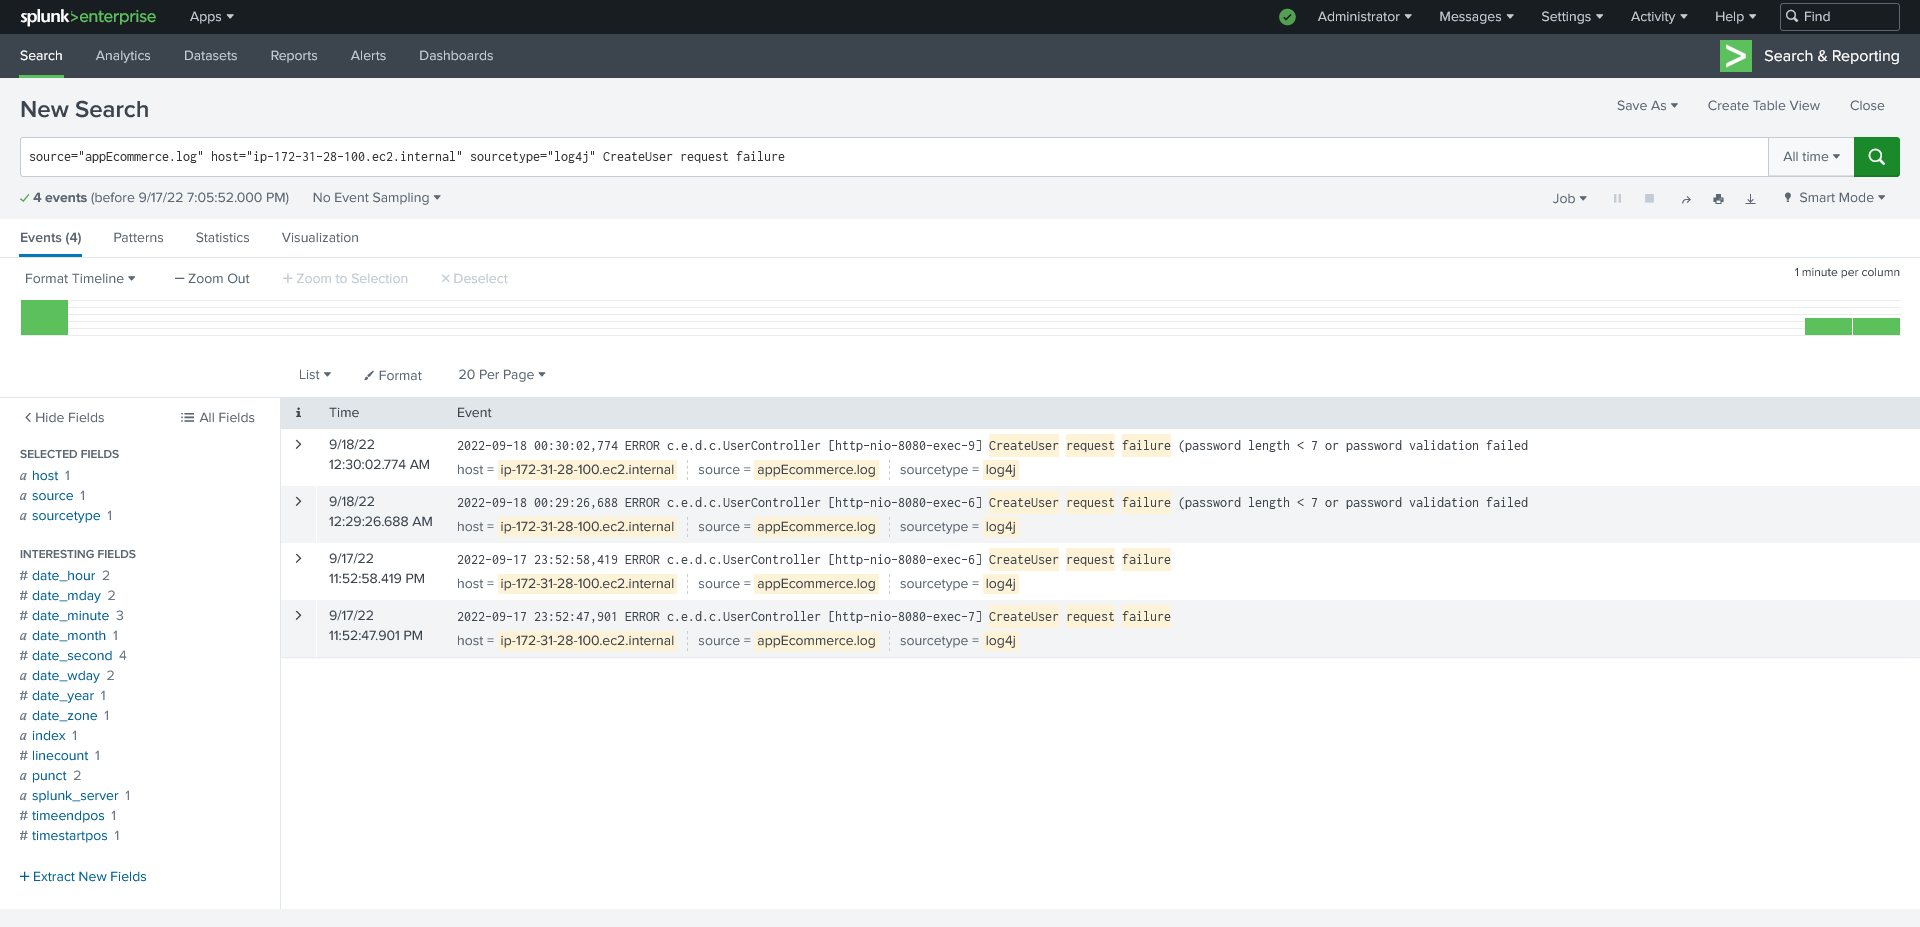 splunk>enterprise Apps Administrator Messages Settings Activity Help Find
Search Analytics Datasets Reports Alerts Dashboards > Search & Reporting
New Search Save As Create Table View Close
source="appEcommerce.log" host="ip-172-31-28-100.ec2.internal" sourcetype="log4j" CreateUser request failure All time
4 events (before 9/17/22 7:05:52.000 PM) No Event Sampling Job Smart Mode
Events (4) Patterns Statistics Visualization
Format Timeline — Zoom Out + Zoom to Selection × Deselect 1 minute per column
List Format 20 Per Page
< Hide Fields All Fields
SELECTED FIELDS
a host 1
a source 1
a sourcetype 1
INTERESTING FIELDS
# date_hour 2
# date_mday 2
# date_minute 3
a date_month 1
# date_second 4
a date_wday 2
# date_year 1
a date_zone 1
a index 1
# linecount 1
a punct 2
a splunk_server 1
# timeendpos 1
# timestartpos 1
+ Extract New Fields
i Time Event
> 9/18/22 2022-09-18 00:30:02,774 ERROR c.e.d.c.UserController [http-nio-8080-exec-9] CreateUser request failure (password length < 7 or password validation failed
12:30:02.774 AM host = ip-172-31-28-100.ec2.internal source = appEcommerce.log sourcetype = log4j
> 9/18/22 2022-09-18 00:29:26,688 ERROR c.e.d.c.UserController [http-nio-8080-exec-6] CreateUser request failure (password length < 7 or password validation failed
12:29:26.688 AM host = ip-172-31-28-100.ec2.internal source = appEcommerce.log sourcetype = log4j
> 9/17/22 2022-09-17 23:52:58,419 ERROR c.e.d.c.UserController [http-nio-8080-exec-6] CreateUser request failure
11:52:58.419 PM host = ip-172-31-28-100.ec2.internal source = appEcommerce.log sourcetype = log4j
> 9/17/22 2022-09-17 23:52:47,901 ERROR c.e.d.c.UserController [http-nio-8080-exec-7] CreateUser request failure
11:52:47.901 PM host = ip-172-31-28-100.ec2.internal source = appEcommerce.log sourcetype = log4j